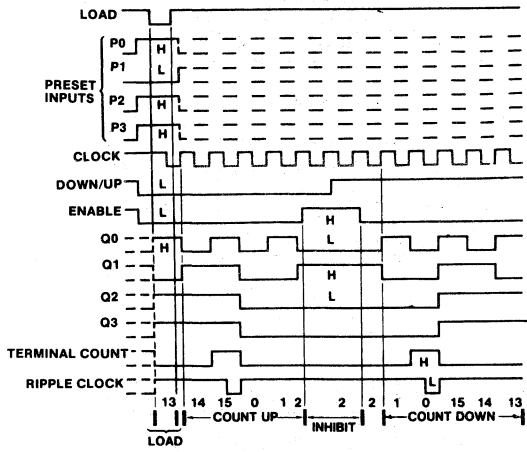 LOAD
P0 H
P1 L
PRESET INPUTS
P2 H
P3 H
CLOCK
DOWN/UP L
ENABLE L H
Q0 H L
Q1 H
Q2 L
Q3
TERMINAL COUNT H
RIPPLE CLOCK L
13 14 15 0 1 2 2 2 1 0 15 14 13
COUNT UP INHIBIT COUNT DOWN
LOAD